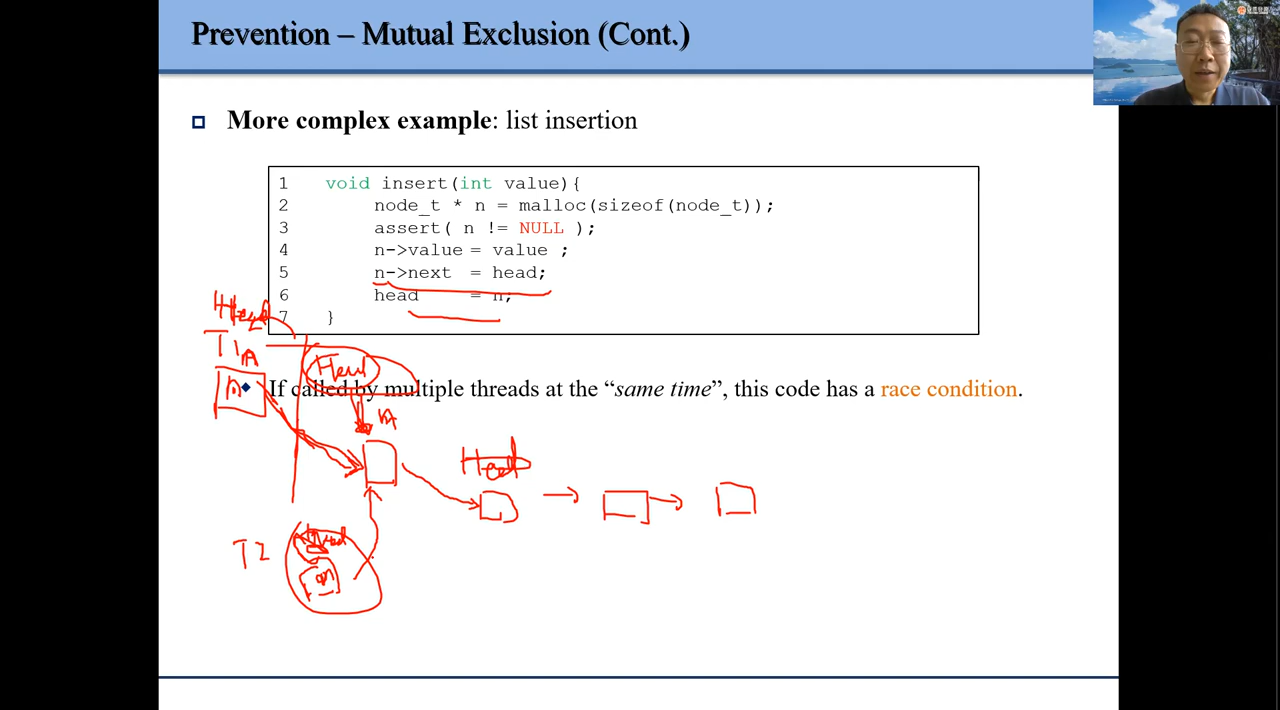 Prevention – Mutual Exclusion (Cont.)
More complex example: list insertion
1 void insert(int value){
2 node_t * n = malloc(sizeof(node_t));
3 assert( n != NULL );
4 n->value = value ;
5 n->next = head;
6 head = n;
7 }
Head
T1
Head
If called by multiple threads at the “same time”, this code has a race condition.
Head
T2
Head